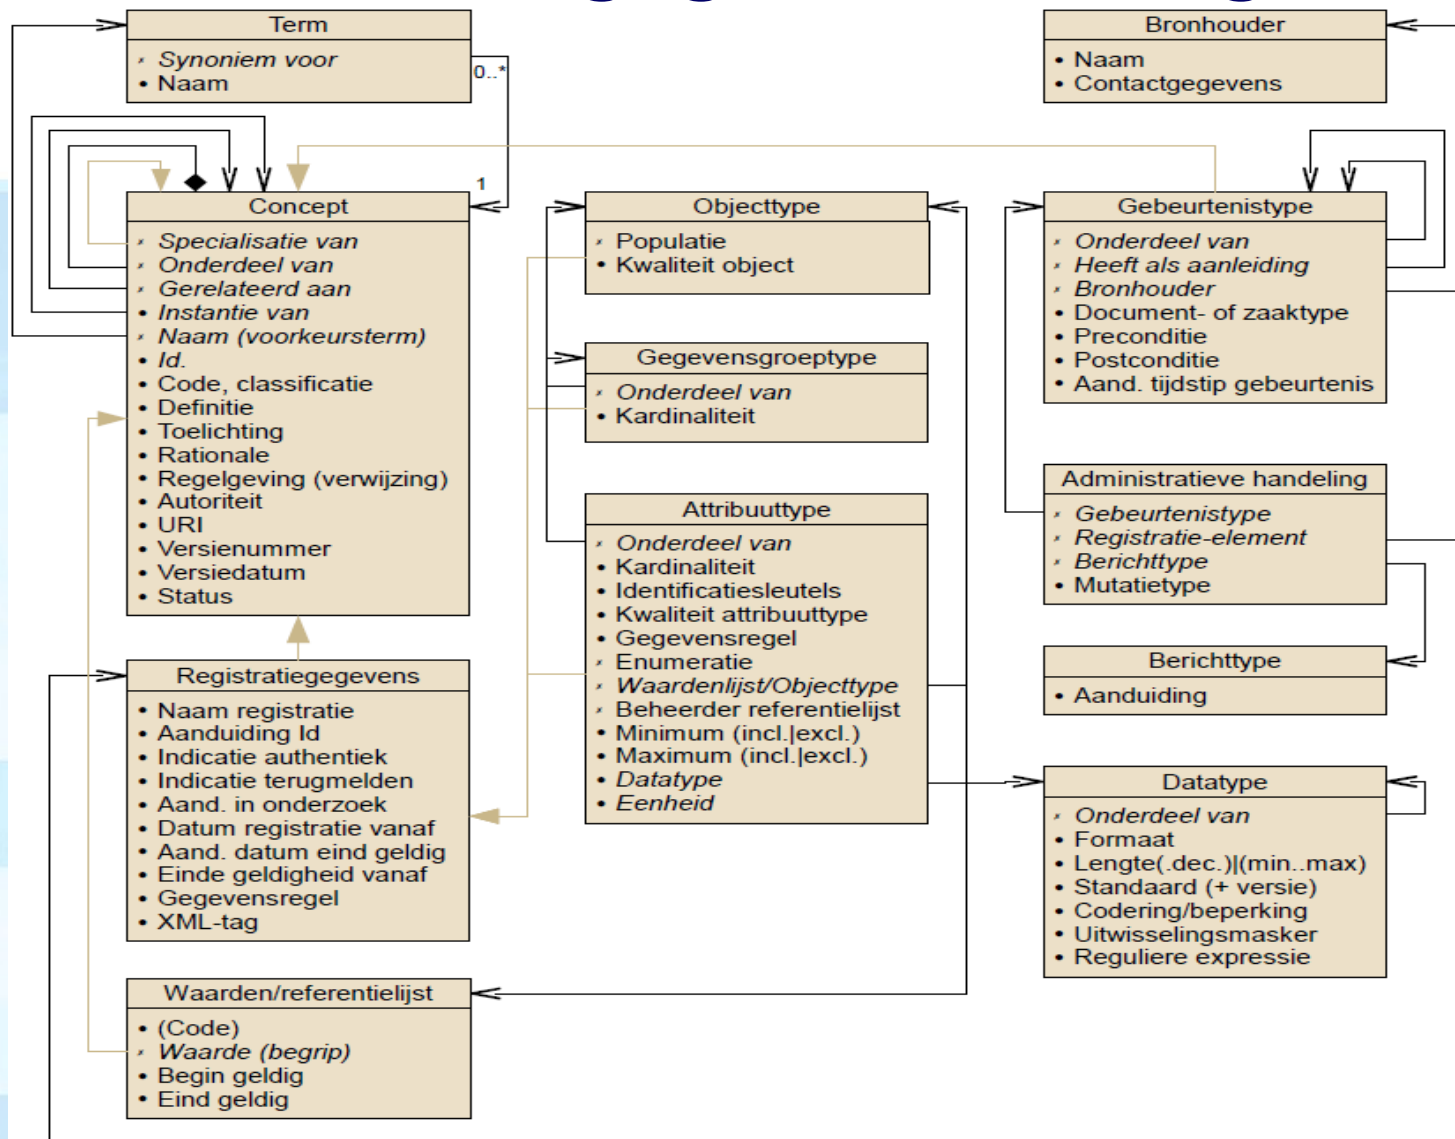 Term
Synoniem voor
Naam
0..*
1
Concept
Specialisatie van
Onderdeel van
Gerelateerd aan
Instantie van
Naam (voorkeursterm)
Id.
Code, classificatie
Definitie
Toelichting
Rationale
Regelgeving (verwijzing)
Autoriteit
URI
Versienummer
Versiedatum
Status
Registratiegegevens
Naam registratie
Aanduiding Id
Indicatie authentiek
Indicatie terugmelden
Aand. in onderzoek
Datum registratie vanaf
Aand. datum eind geldig
Einde geldigheid vanaf
Gegevensregel
XML-tag
Waarden/referentielijst
(Code)
Waarde (begrip)
Begin geldig
Eind geldig
Objecttype
Populatie
Kwaliteit object
Gegevensgroeptype
Onderdeel van
Kardinaliteit
Attribuuttype
Onderdeel van
Kardinaliteit
Identificatiesleutels
Kwaliteit attribuuttype
Gegevensregel
Enumeratie
Waardenlijst/Objecttype
Beheerder referentielijst
Minimum (incl.|excl.)
Maximum (incl.|excl.)
Datatype
Eenheid
Bronhouder
Naam
Contactgegevens
Gebeurtenistype
Onderdeel van
Heeft als aanleiding
Bronhouder
Document- of zaaktype
Preconditie
Postconditie
Aand. tijdstip gebeurtenis
Administratieve handeling
Gebeurtenistype
Registratie-element
Berichttype
Mutatietype
Berichttype
Aanduiding
Datatype
Onderdeel van
Formaat
Lengte(.dec.)|(min..max)
Standaard (+ versie)
Codering/beperking
Uitwisselingsmasker
Reguliere expressie